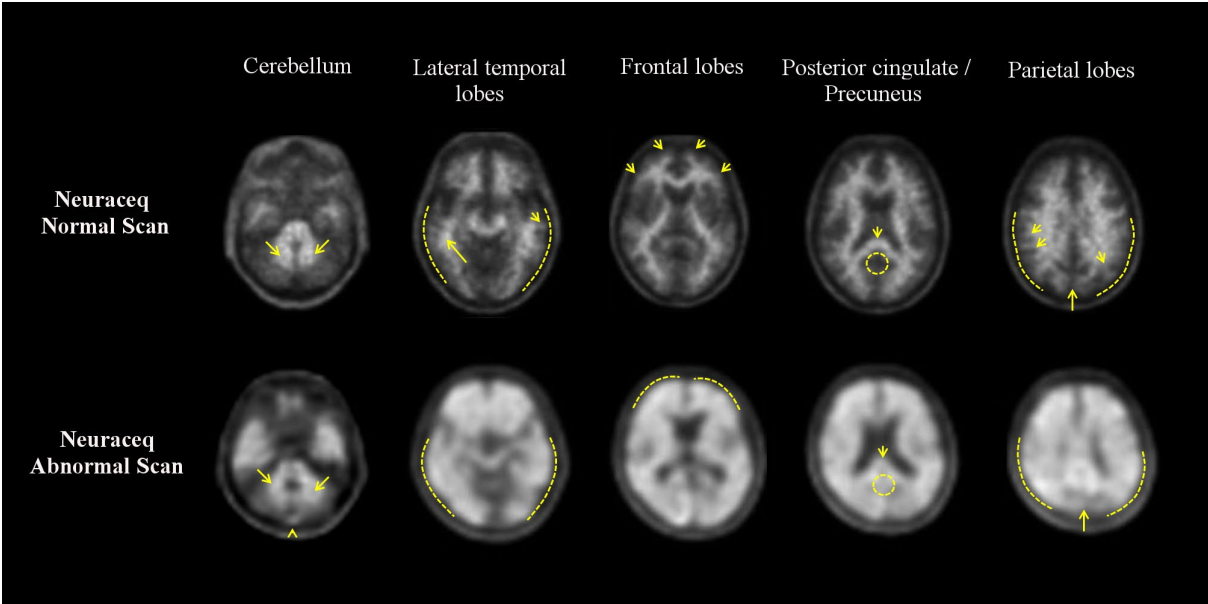 Cerebellum
Lateral temporal
lobes
Frontal lobes
Posterior cingulate /
Precuneus
Parietal lobes
Neuraceq
Normal Scan
Neuraceq
Abnormal Scan